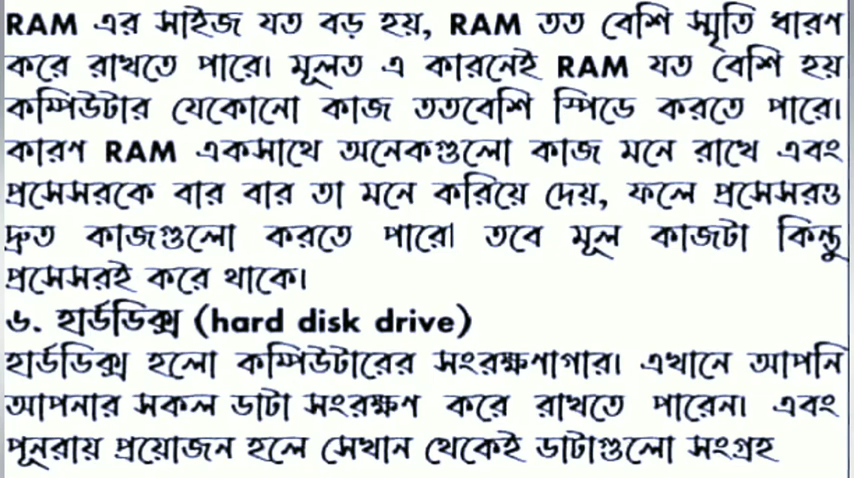 RAM এর সাইজ যত বড় হয়, RAM তত বেশি স্মৃতি ধারণ
করে রাখতে পারে। মূলত এ কারনেই RAM যত বেশি হয়
কম্পিউটার যেকোনো কাজ ততবেশি স্পিডে করতে পারে।
কারণ RAM একসাথে অনেকগুলো কাজ মনে রাখে এবং
প্রসেসরকে বার বার তা মনে করিয়ে দেয়, ফলে প্রসেসরও
দ্রুত কাজগুলো করতে পারে। তবে মূল কাজটা কিন্তু
প্রসেসরই করে থাকে।
৬. হার্ডডিক্স (hard disk drive)
হার্ডডিক্স হলো কম্পিউটারের সংরক্ষণাগার। এখানে আপনি
আপনার সকল ডাটা সংরক্ষণ করে রাখতে পারেন। এবং
পূনরায় প্রয়োজন হলে সেখান থেকেই ডাটাগুলো সংগ্রহ